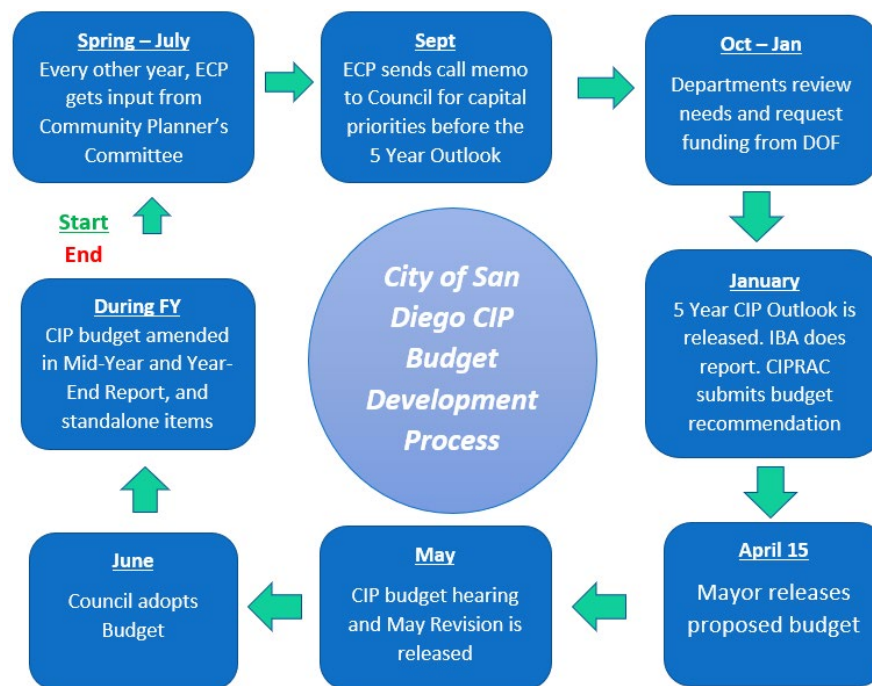 Spring – July
Every other year, ECP
gets input from
Community Planner's
Committee
Sept
ECP sends call memo
to Council for capital
priorities before the
5 Year Outlook
Oct – Jan
Departments review
needs and request
funding from DOF
January
5 Year CIP Outlook is
released. IBA does
report. CIPRAC
submits budget
recommendation
April 15
Mayor releases
proposed budget
May
CIP budget hearing
and May Revision is
released
June
Council adopts
Budget
During FY
CIP budget amended
in Mid-Year and Year-
End Report, and
standalone items
Start
End
City of San
Diego CIP
Budget
Development
Process